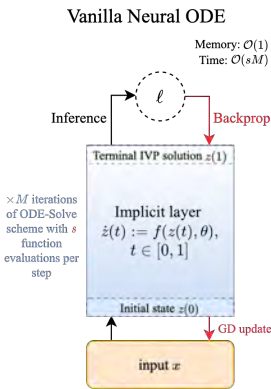 Vanilla Neural ODE
Memory: 𝒪(1)
Time: 𝒪(sM)
ℓ
Inference
Backprop
Terminal IVP solution z(1)
×M iterations
of ODE-Solve
scheme with s
function
evaluations per
step
Implicit layer
ż(t) := f(z(t), θ),
t ∈ [0, 1]
Initial state z(0)
GD update
input x